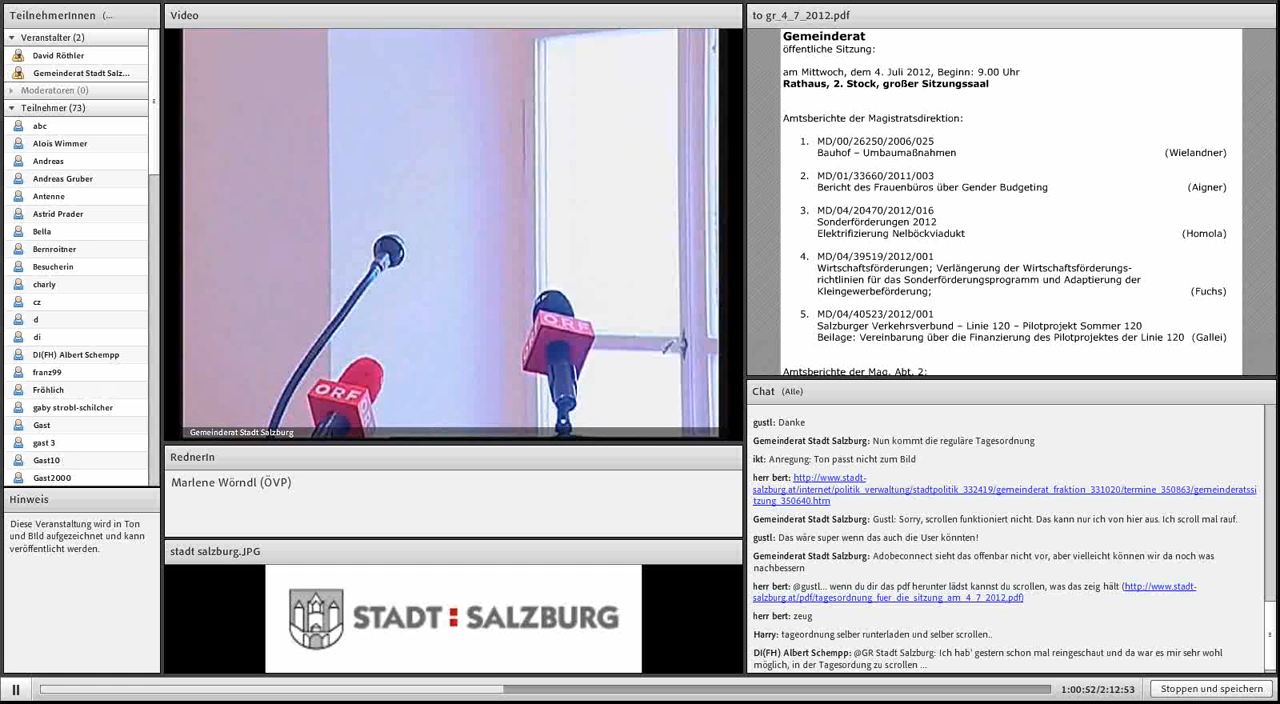 TeilnehmerInnen (...
Veranstalter (2)
David Röthler
Gemeinderat Stadt Salz...
Moderatoren (0)
Teilnehmer (73)
abc
Alois Wimmer
Andreas
Andreas Gruber
Antenne
Astrid Prader
Bella
Bernroitner
Besucherin
charly
cz
d
di
DI(FH) Albert Schempp
franz99
Fröhlich
gaby strobl-schilcher
Gast
gast 3
Gast10
Gast2000
Hinweis
Diese Veranstaltung wird in Ton
und BIld aufgezeichnet und kann
veröffentlicht werden.
Video
ORF
ORF
Gemeinderat Stadt Salzburg
RednerIn
Marlene Wörndl (ÖVP)
stadt salzburg.JPG
STADT:SALZBURG
to gr_4_7_2012.pdf
Gemeinderat
öffentliche Sitzung:
am Mittwoch, dem 4. Juli 2012, Beginn: 9.00 Uhr
Rathaus, 2. Stock, großer Sitzungssaal
Amtsberichte der Magistratsdirektion:
1. MD/00/26250/2006/025
Bauhof – Umbaumaßnahmen (Wielandner)
2. MD/01/33660/2011/003
Bericht des Frauenbüros über Gender Budgeting (Aigner)
3. MD/04/20470/2012/016
Sonderförderungen 2012
Elektrifizierung Nelböckviadukt (Homola)
4. MD/04/39519/2012/001
Wirtschaftsförderungen; Verlängerung der Wirtschaftsförderungs-
richtlinien für das Sonderförderungsprogramm und Adaptierung der
Kleingewerbeförderung; (Fuchs)
5. MD/04/40523/2012/001
Salzburger Verkehrsverbund – Linie 120 – Pilotprojekt Sommer 120
Beilage: Vereinbarung über die Finanzierung des Pilotprojektes der Linie 120 (Gallei)
Amtsberichte der Mag. Abt. 2:
Chat (Alle)
gustl: Danke
Gemeinderat Stadt Salzburg: Nun kommt die reguläre Tagesordnung
ikt: Anregung: Ton passt nicht zum Bild
herr bert: http://www.stadt-
salzburg.at/internet/politik_verwaltung/stadtpolitik_332419/gemeinderat_fraktion_331020/termine_350863/gemeinderatssi
tzung_350640.htm
Gemeinderat Stadt Salzburg: Gustl: Sorry, scrollen funktioniert nicht. Das kann nur ich von hier aus. Ich scroll mal rauf.
gustl: Das wäre super wenn das auch die User könnten!
Gemeinderat Stadt Salzburg: Adobeconnect sieht das offenbar nicht vor, aber vielleicht können wir da noch was
nachbessern
herr bert: @gustl... wenn du dir das pdf herunter lädst kannst du scrollen, was das zeig hält (http://www.stadt-
salzburg.at/pdf/tagesordnung_fuer_die_sitzung_am_4_7_2012.pdf)
herr bert: zeug
Harry: tageordnung selber runterladen und selber scrollen..
DI(FH) Albert Schempp: @GR Stadt Salzburg: Ich hab' gestern schon mal reingeschaut und da war es mir sehr wohl
möglich, in der Tagesordung zu scrollen ...
1:00:52/2:12:53
Stoppen und speichern